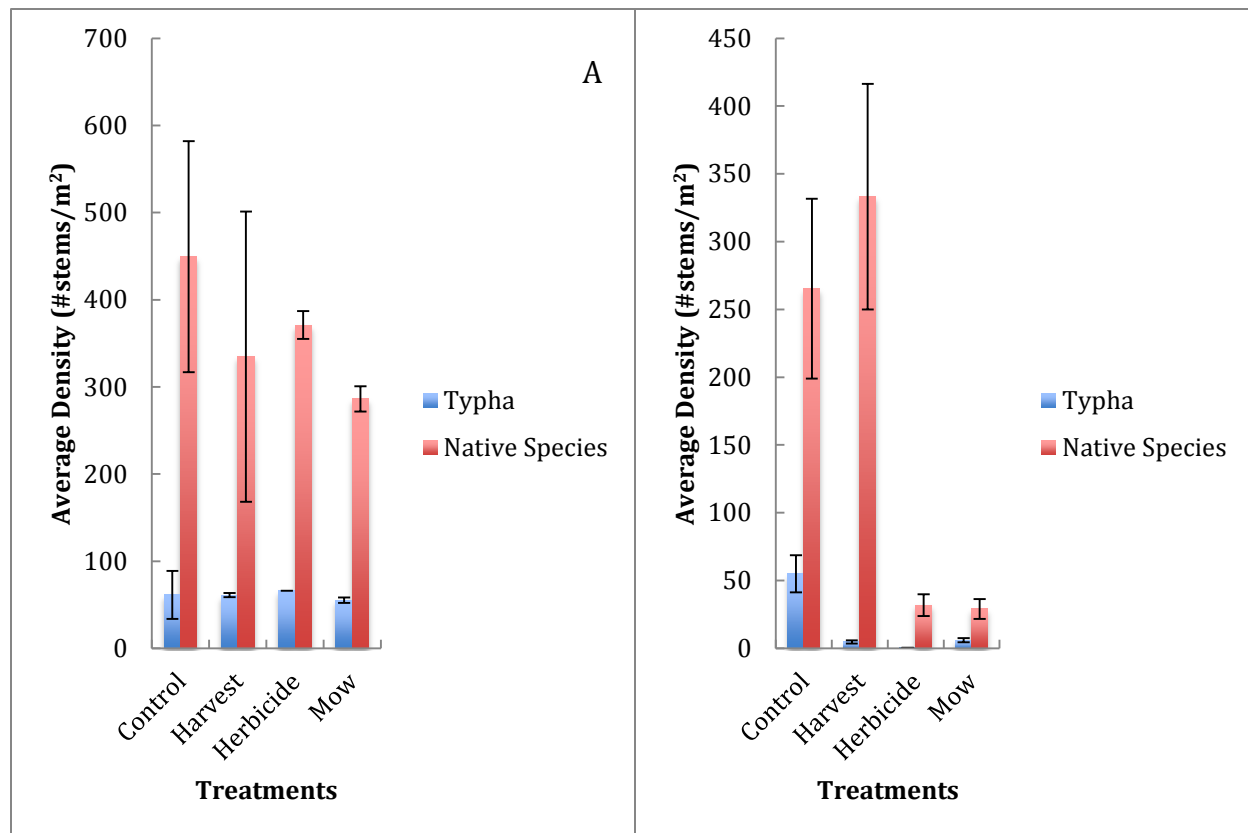 700
600
500
400
300
200
100
0
Average Density (#stems/m²)
A
Typha
Native Species
Control
Harvest
Herbicide
Mow
Treatments
450
400
350
300
250
200
150
100
50
0
Average Density (#stems/m²)
Typha
Native Species
Control
Harvest
Herbicide
Mow
Treatments